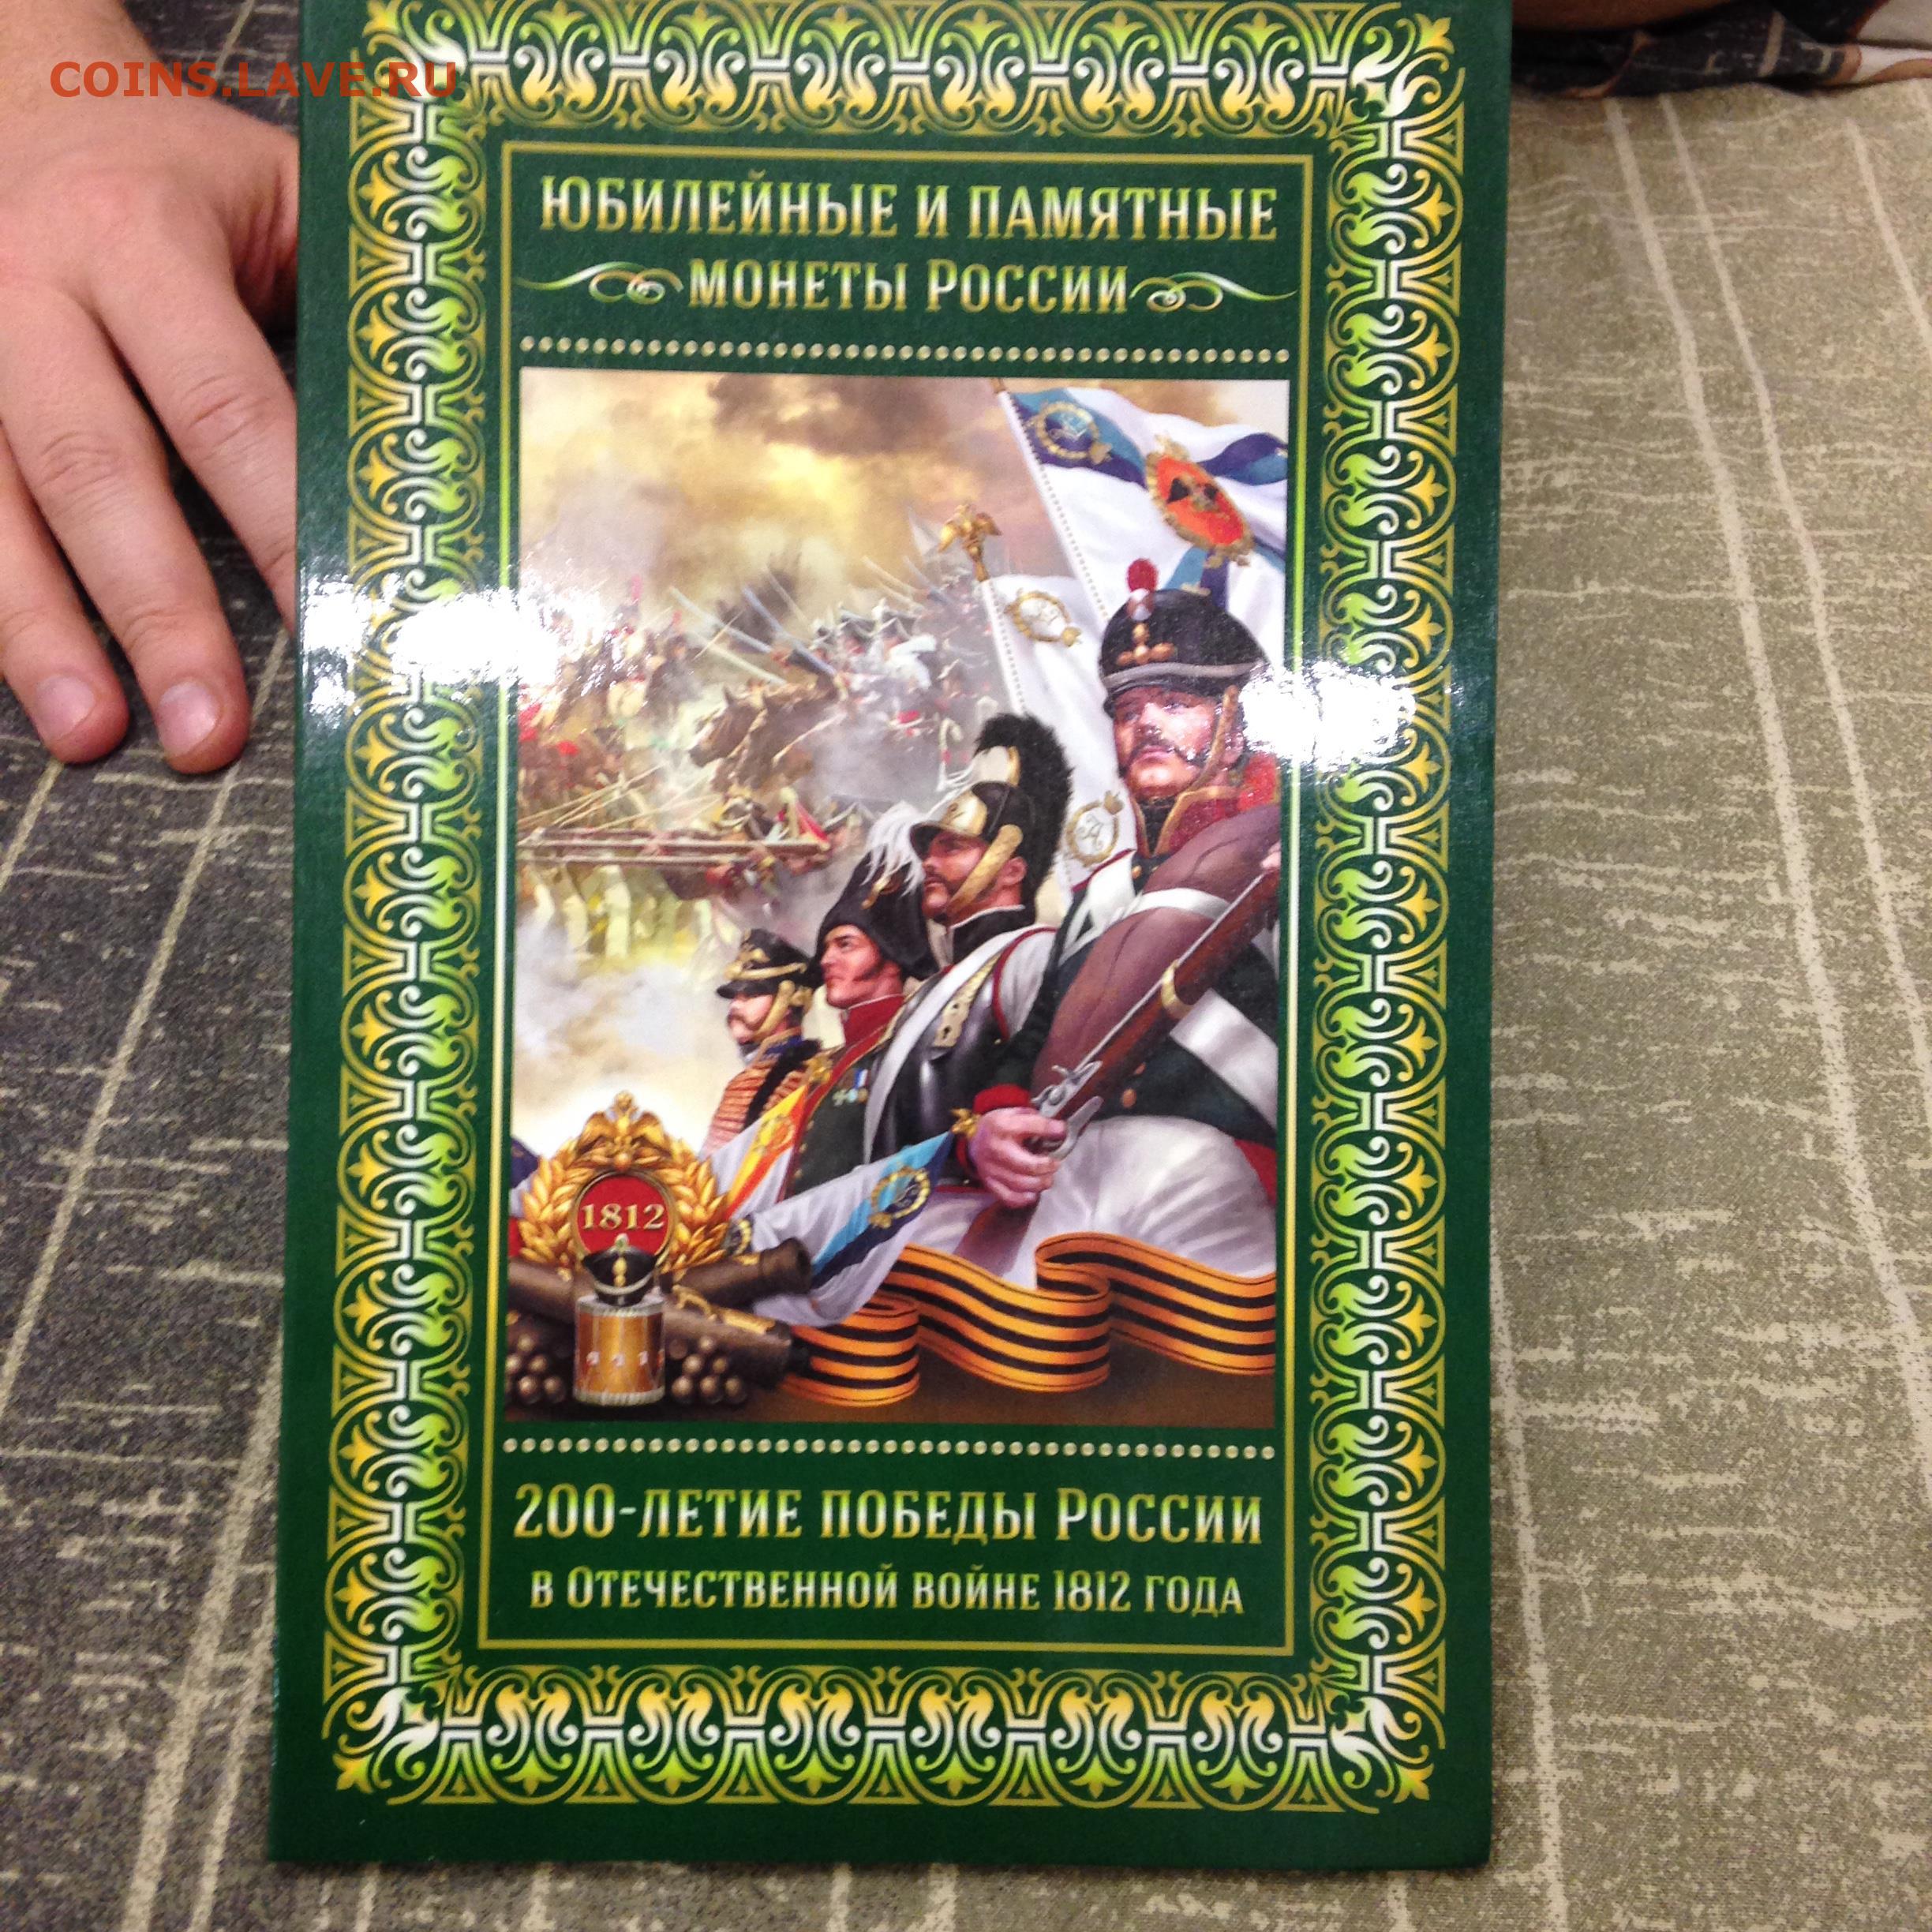 COINS.LAVE.RU
ЮБИЛЕЙНЫЕ И ПАМЯТНЫЕ
МОНЕТЫ РОССИИ
1812
200-ЛЕТИЕ ПОБЕДЫ РОССИИ
В ОТЕЧЕСТВЕННОЙ ВОЙНЕ 1812 ГОДА